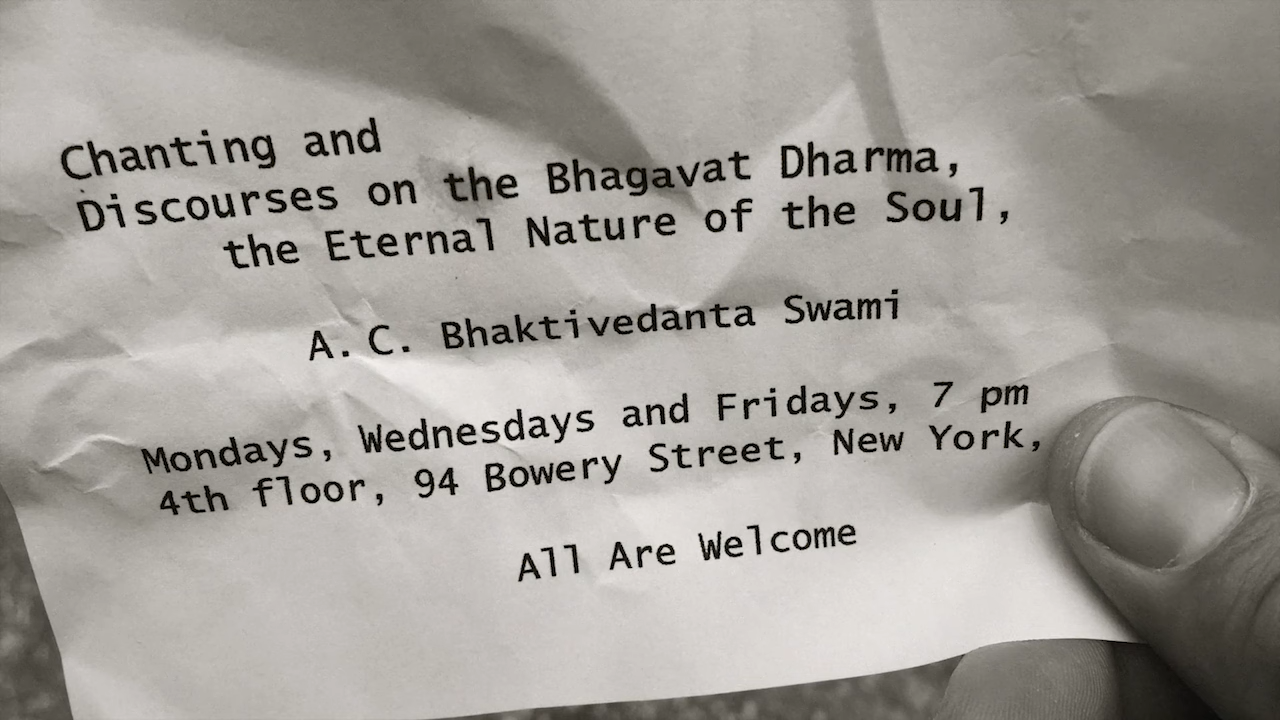 Chanting and
Discourses on the Bhagavat Dharma,
the Eternal Nature of the Soul,
A. C. Bhaktivedanta Swami
Mondays, Wednesdays and Fridays, 7 pm
4th floor, 94 Bowery Street, New York,
All Are Welcome